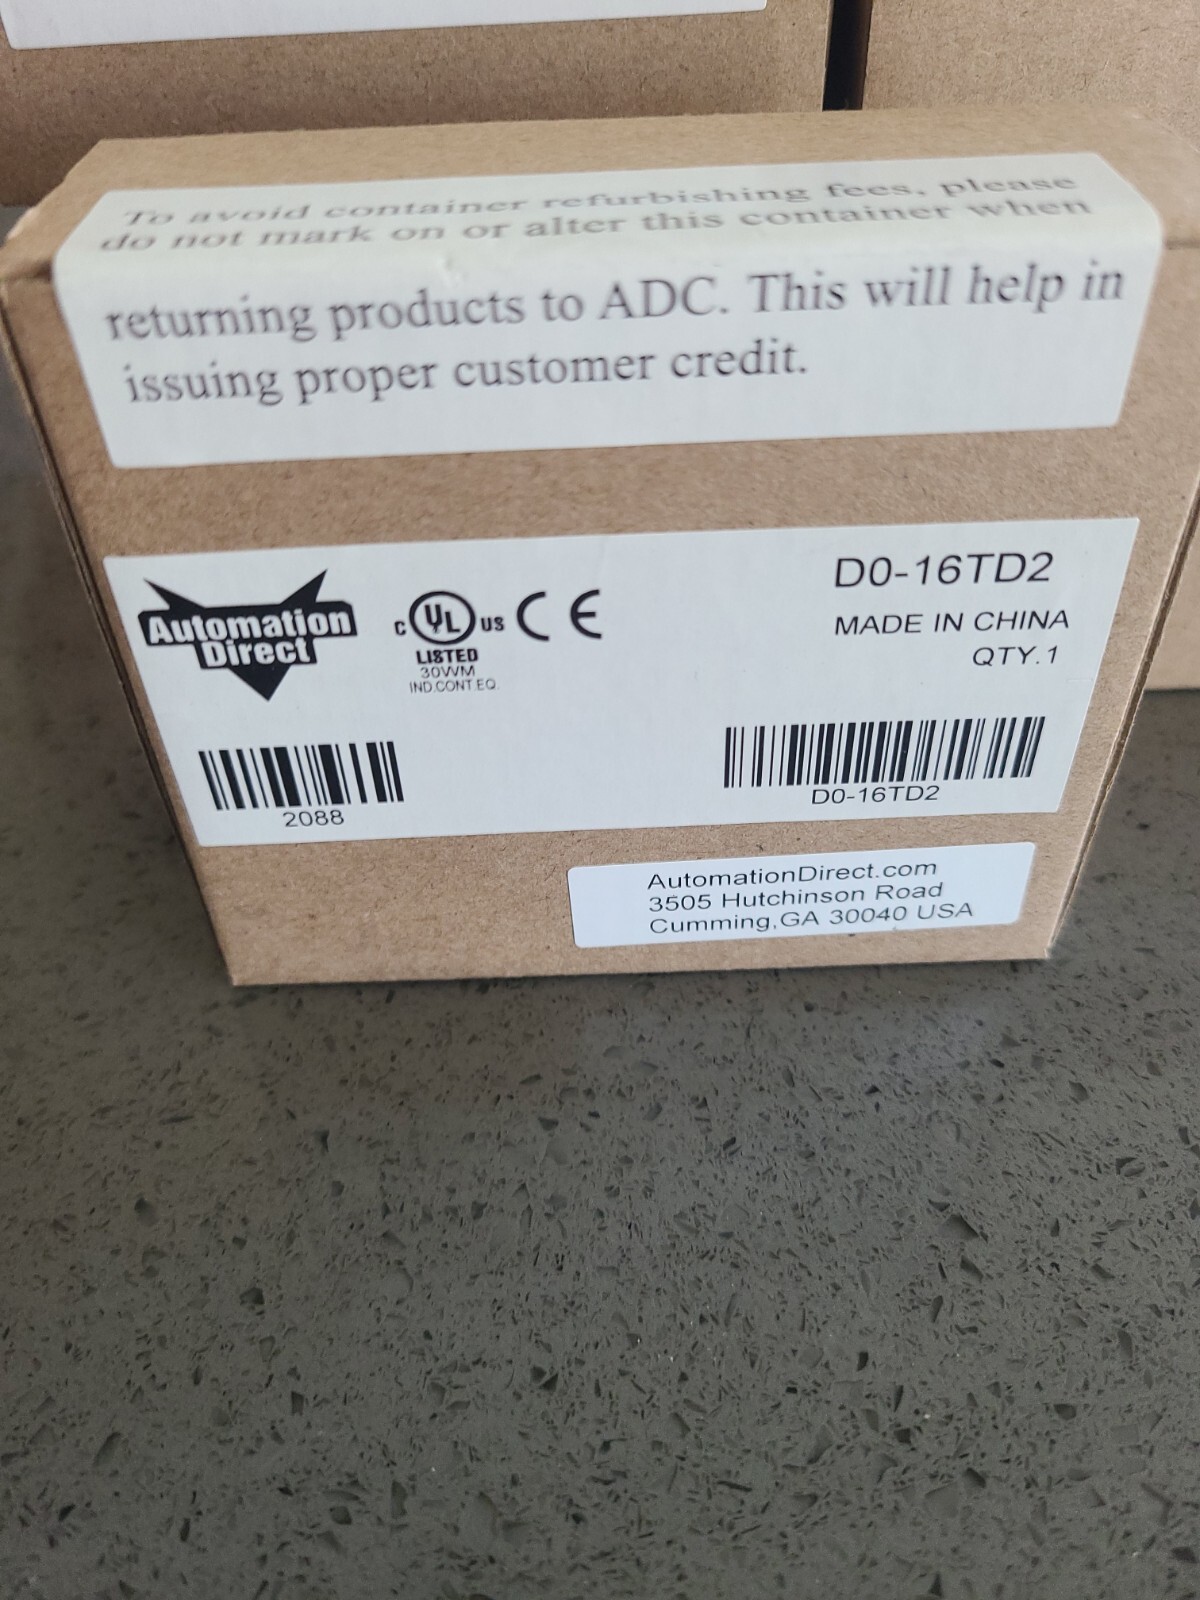 To avoid container refurbishing fees, please
do not mark on or alter this container when
returning products to ADC. This will help in
issuing proper customer credit.
Automation
Direct
C UL US CE
LISTED
30WM
IND.CONT.EQ.
D0-16TD2
MADE IN CHINA
QTY.1
2088
D0-16TD2
AutomationDirect.com
3505 Hutchinson Road
Cumming,GA 30040 USA